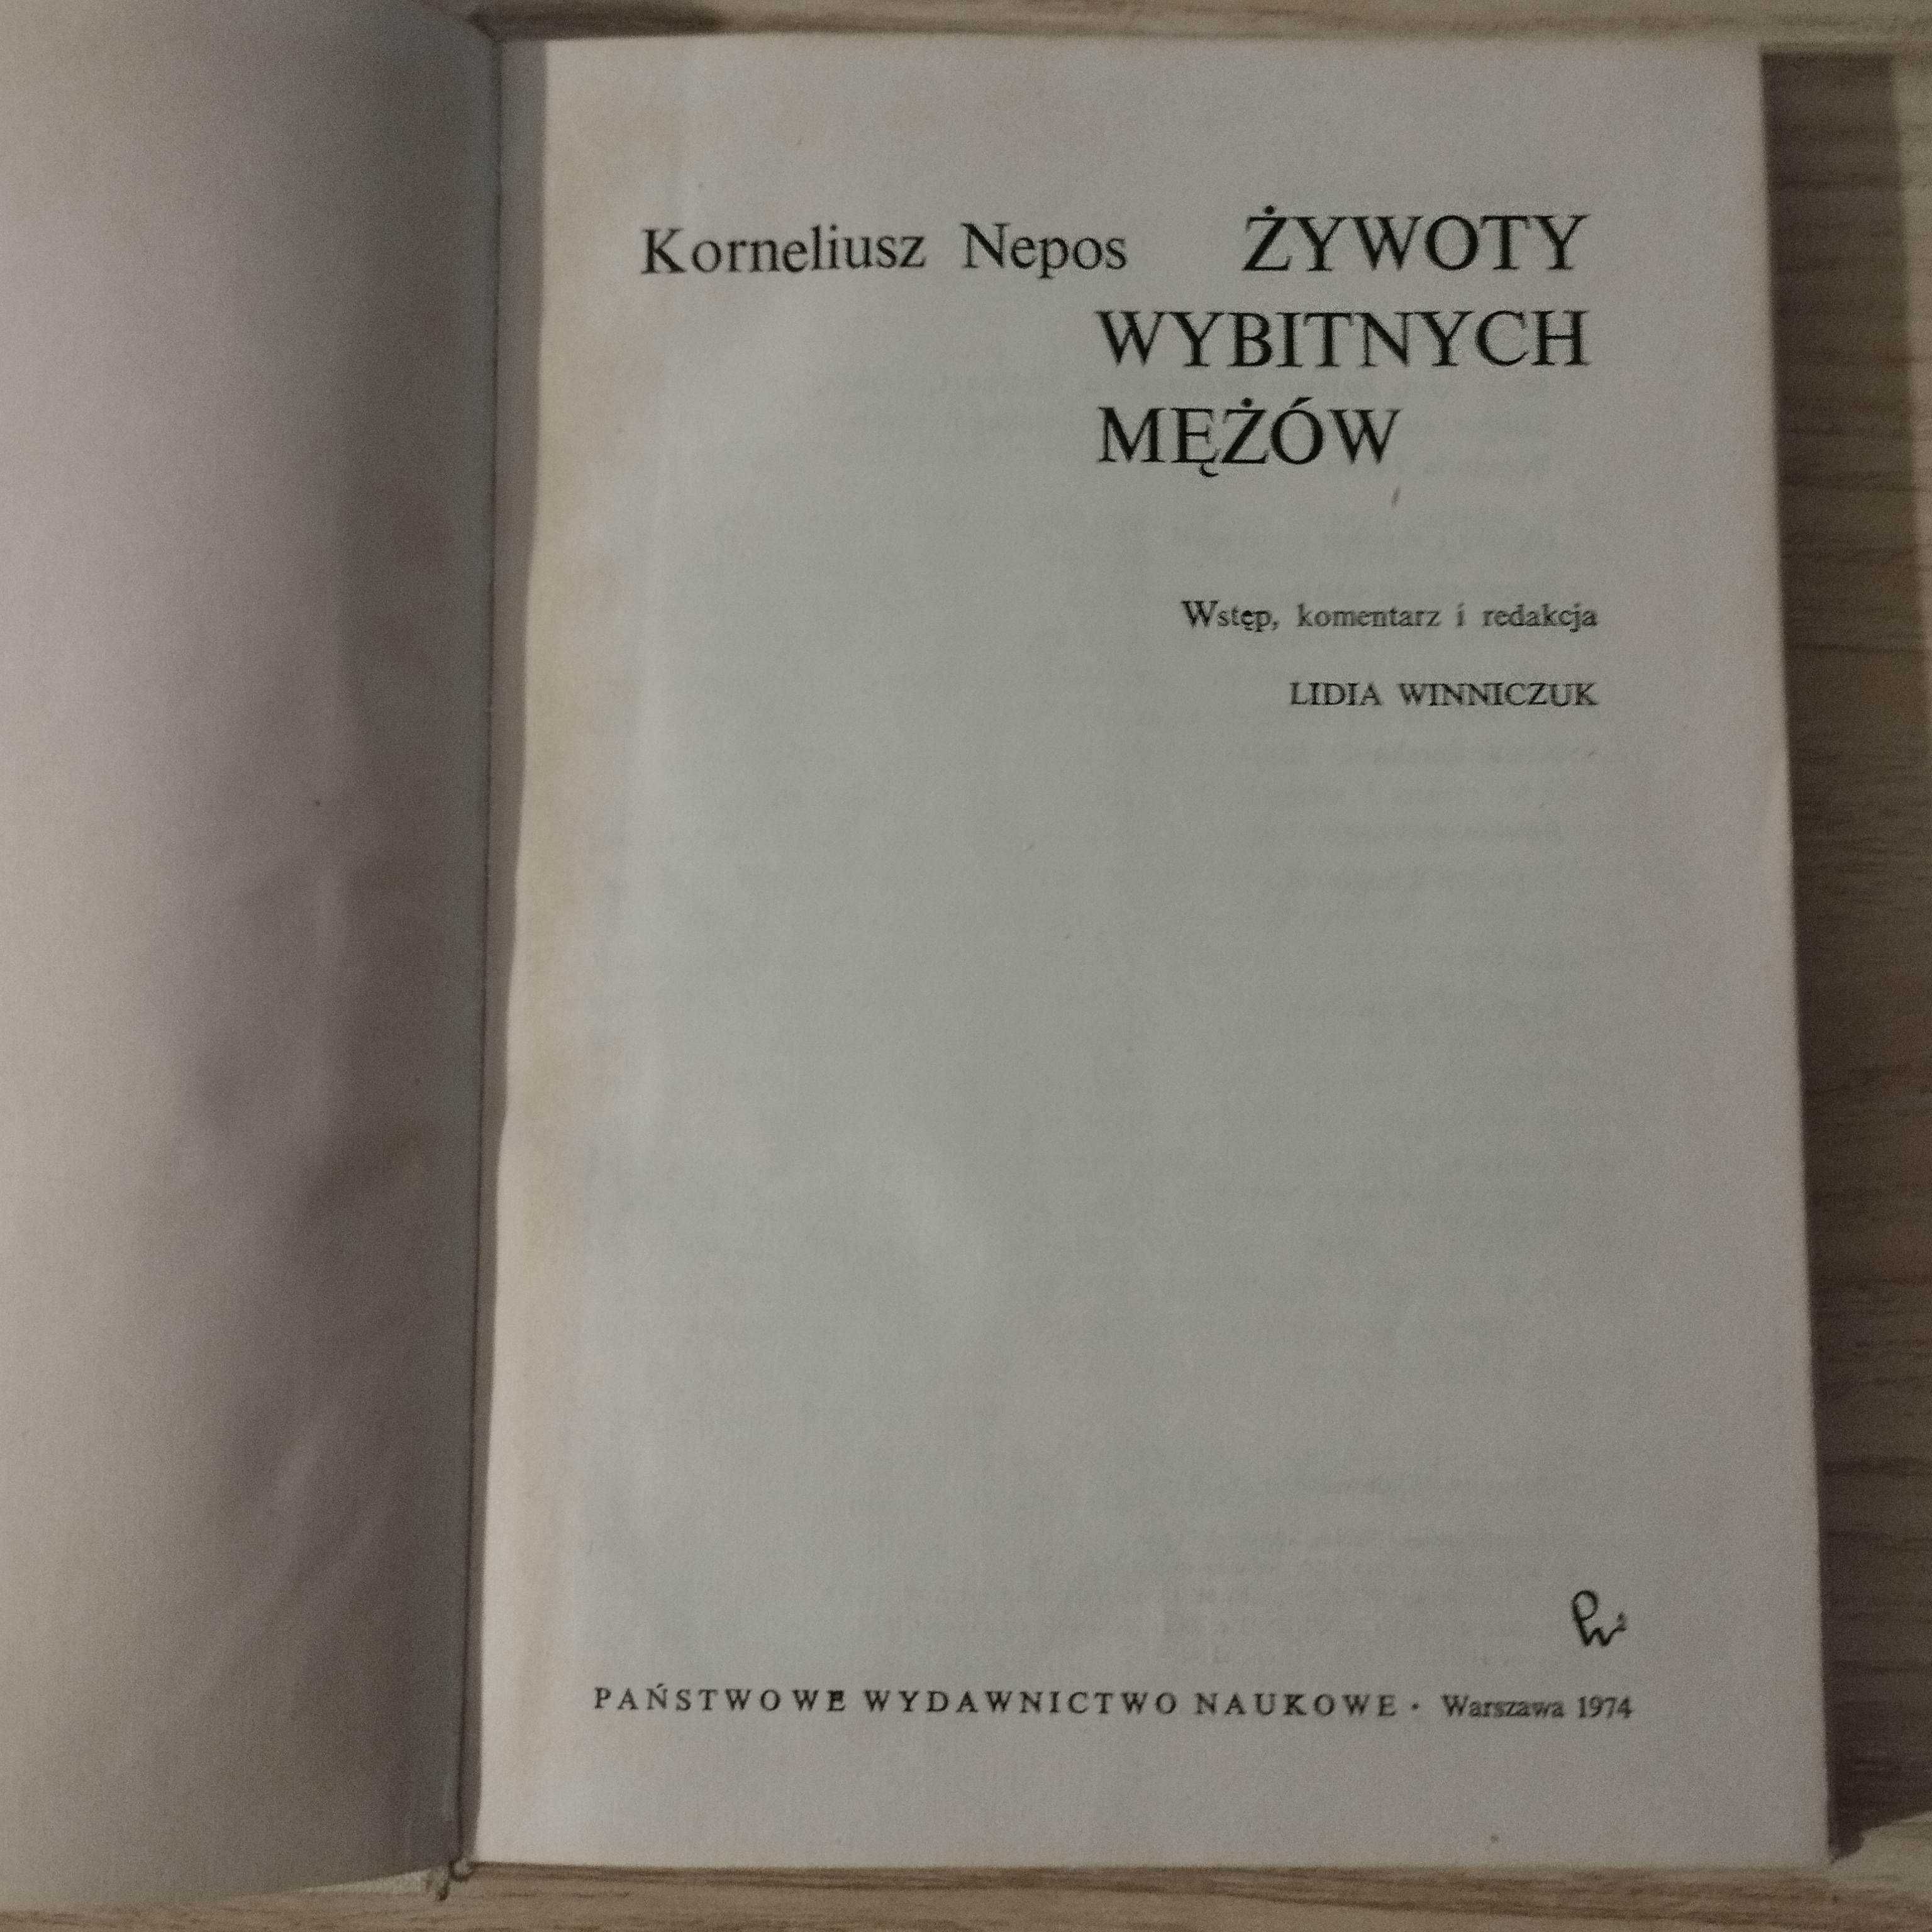 Korneliusz Nepos ŻYWOTY
WYBITNYCH
MĘŻÓW
Wstęp, komentarz i redakcja
LIDIA WINNICZUK
PAŃSTWOWE WYDAWNICTWO NAUKOWE · Warszawa 1974